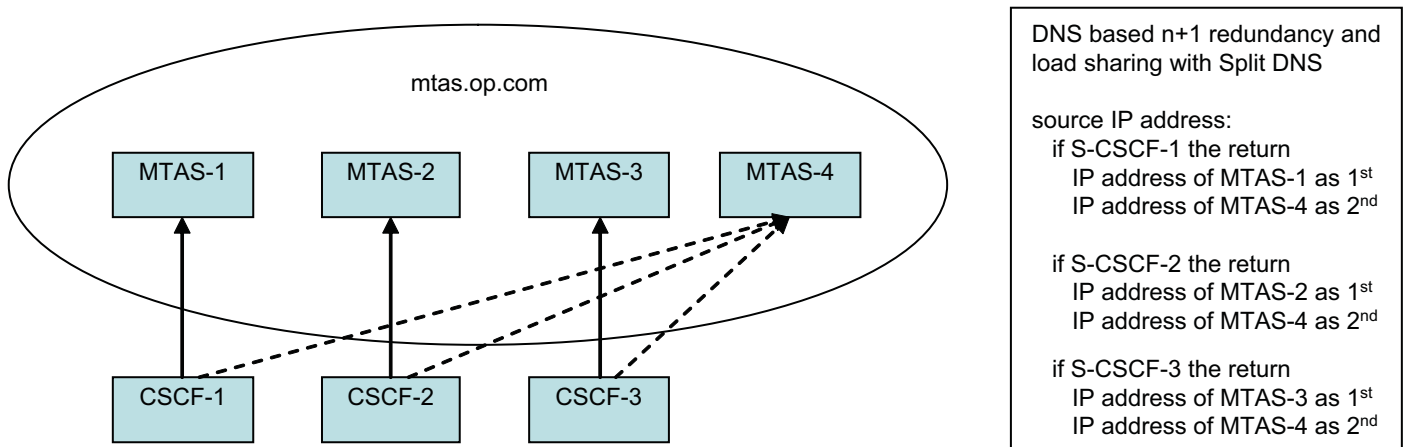 mtas.op.com
MTAS-1
MTAS-2
MTAS-3
MTAS-4
CSCF-1
CSCF-2
CSCF-3
DNS based n+1 redundancy and
load sharing with Split DNS
source IP address:
if S-CSCF-1 the return
IP address of MTAS-1 as 1st
IP address of MTAS-4 as 2nd
if S-CSCF-2 the return
IP address of MTAS-2 as 1st
IP address of MTAS-4 as 2nd
if S-CSCF-3 the return
IP address of MTAS-3 as 1st
IP address of MTAS-4 as 2nd